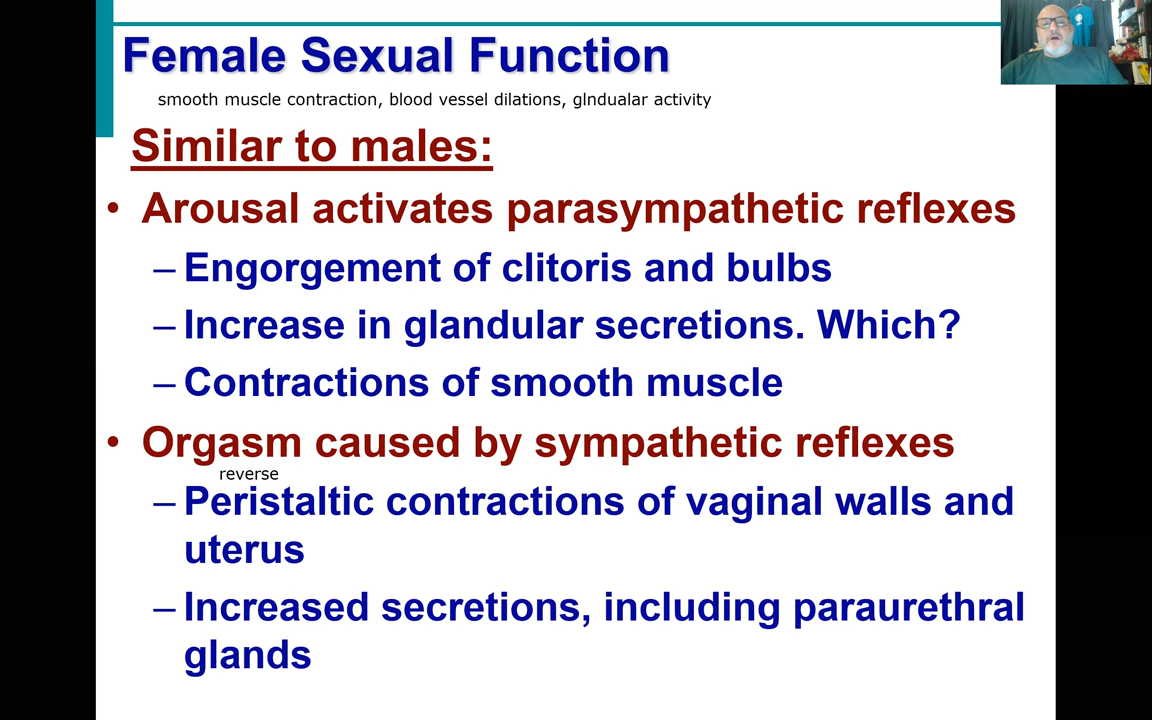 Female Sexual Function
smooth muscle contraction, blood vessel dilations, glndualar activity
Similar to males:
• Arousal activates parasympathetic reflexes
– Engorgement of clitoris and bulbs
– Increase in glandular secretions. Which?
– Contractions of smooth muscle
• Orgasm caused by sympathetic reflexes
reverse
– Peristaltic contractions of vaginal walls and
uterus
– Increased secretions, including paraurethral
glands